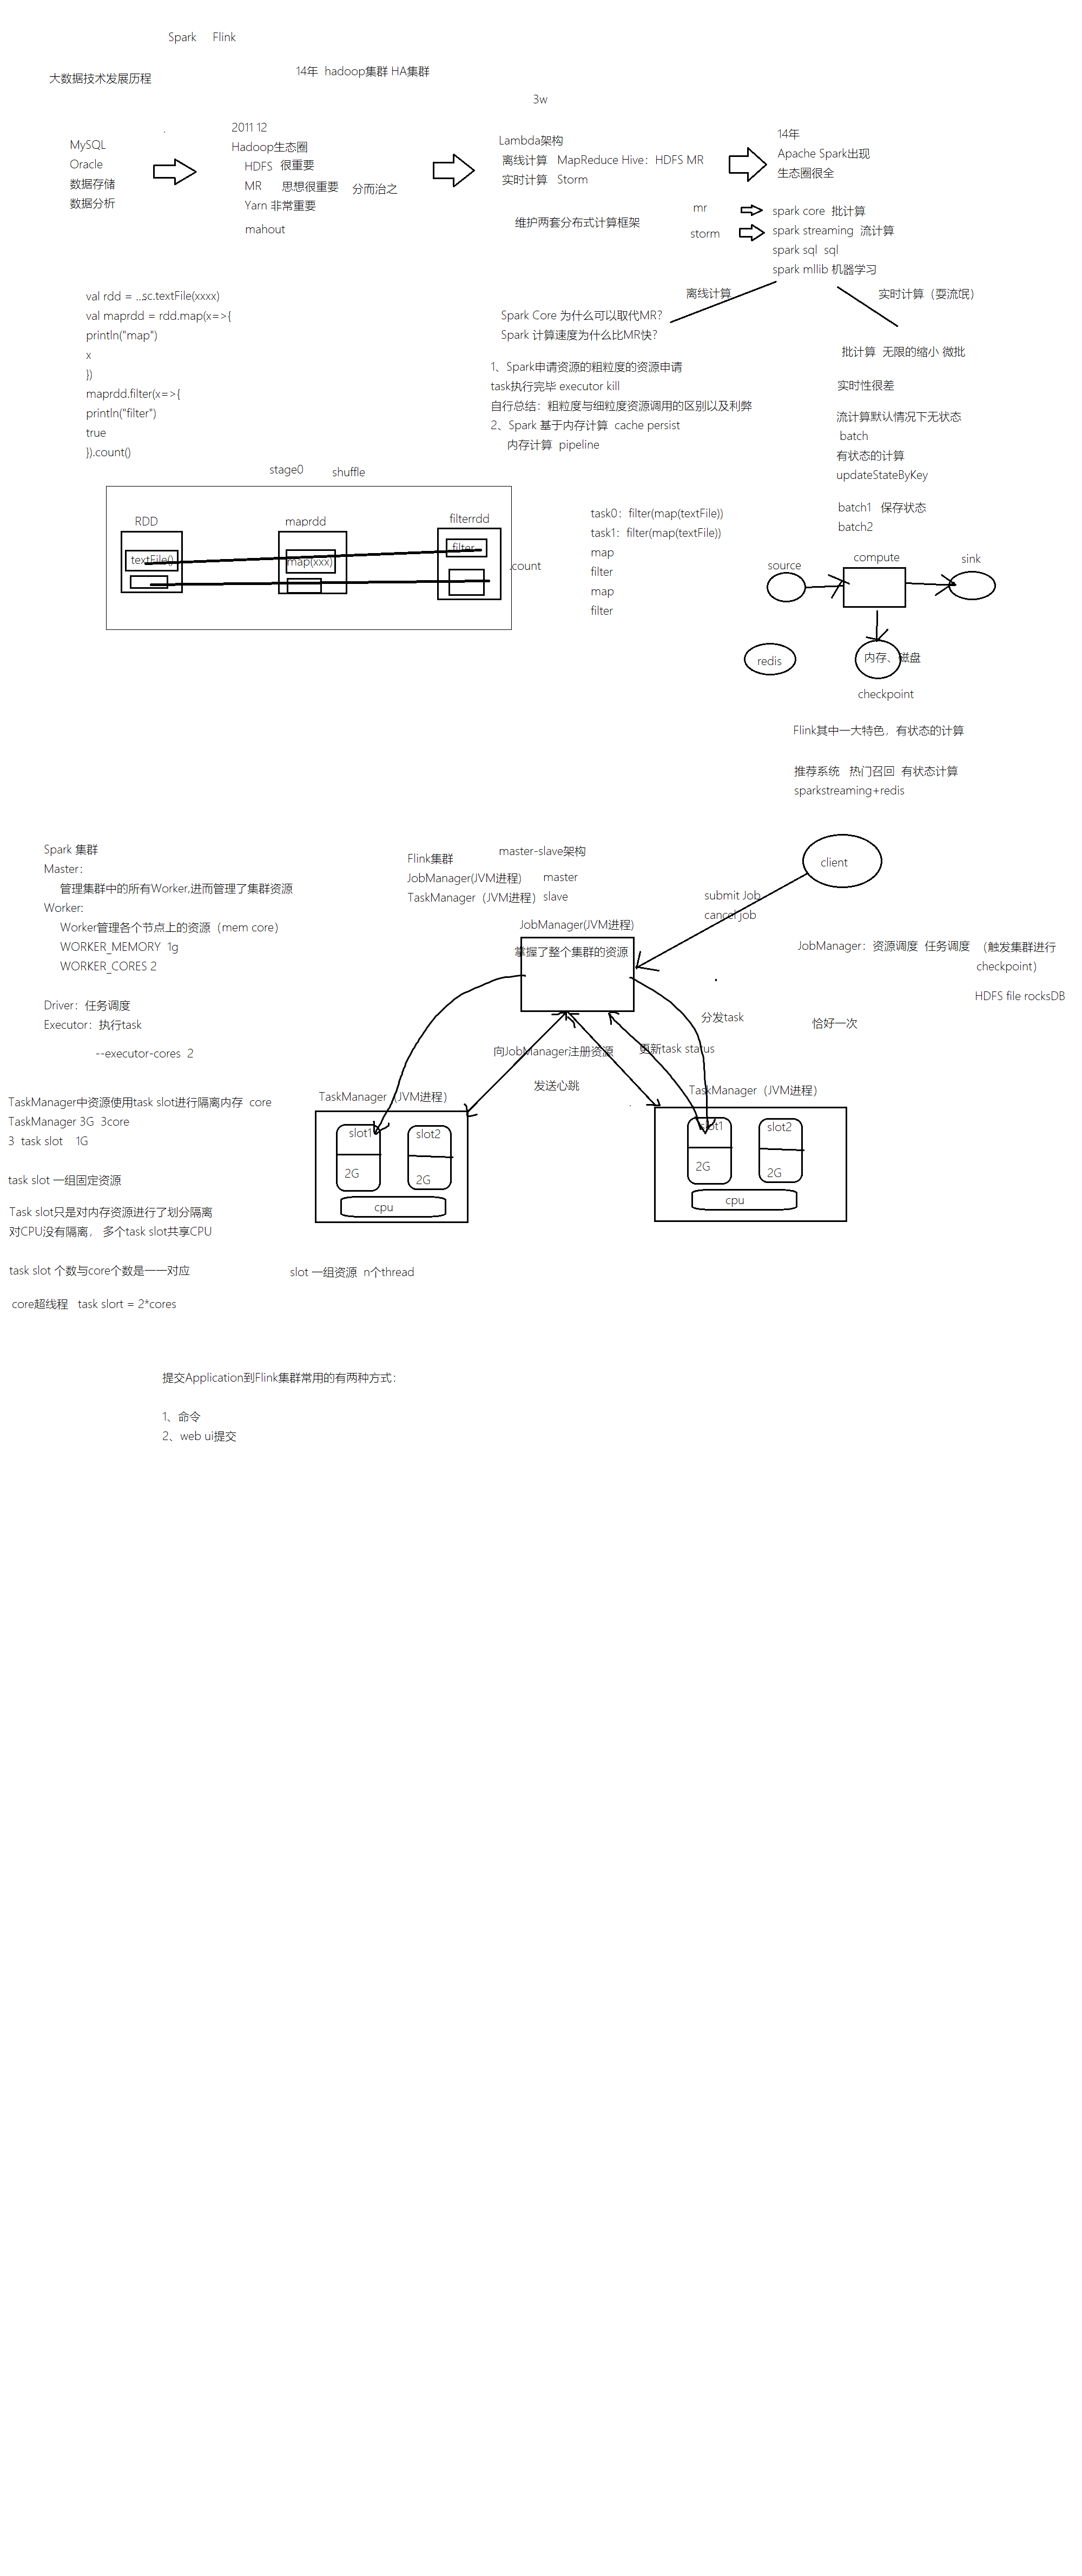 Spark Flink
大数据技术发展历程
14年 hadoop集群 HA集群
3w
MySQL
Oracle
数据存储
数据分析
2011 12
Hadoop生态圈
HDFS 很重要
MR 思想很重要 分而治之
Yarn 非常重要
mahout
Lambda架构
离线计算 MapReduce Hive：HDFS MR
实时计算 Storm
维护两套分布式计算框架
14年
Apache Spark出现
生态圈很全
mr
storm
spark core 批计算
spark streaming 流计算
spark sql sql
spark mllib 机器学习
离线计算
实时计算（耍流氓）
val rdd = ...sc.textFile(xxxx)
val maprdd = rdd.map(x=>{
println("map")
x
})
maprdd.filter(x=>{
println("filter")
true
}).count()
Spark Core 为什么可以取代MR？
Spark 计算速度为什么比MR快？
1、Spark申请资源的粗粒度的资源申请
task执行完毕 executor kill
自行总结：粗粒度与细粒度资源调用的区别以及利弊
2、Spark 基于内存计算 cache persist
内存计算 pipeline
批计算 无限的缩小 微批
实时性很差
流计算默认情况下无状态
batch
有状态的计算
updateStateByKey
batch1 保存状态
batch2
stage0 shuffle
RDD
maprdd
filterrdd
textFile()
map(xxx)
filter
.count
task0：filter(map(textFile))
task1：filter(map(textFile))
map
filter
map
filter
source
compute
sink
redis
内存、磁盘
checkpoint
Flink其中一大特色，有状态的计算
推荐系统 热门召回 有状态计算
sparkstreaming+redis
Spark 集群
Master：
管理集群中的所有Worker,进而管理了集群资源
Worker:
Worker管理各个节点上的资源（mem core）
WORKER_MEMORY 1g
WORKER_CORES 2
Driver：任务调度
Executor：执行task
--executor-cores 2
Flink集群 master-slave架构
JobManager(JVM进程) master
TaskManager（JVM进程）slave
JobManager(JVM进程)
掌握了整个集群的资源
client
submit Job
cancel job
JobManager：资源调度 任务调度 （触发集群进行
checkpoint）
HDFS file rocksDB
分发task
恰好一次
向JobManager注册资源
更新task status
发送心跳
TaskManager（JVM进程）
slot1
slot2
2G
2G
cpu
TaskManager（JVM进程）
slot1
slot2
2G
2G
cpu
TaskManager中资源使用task slot进行隔离内存 core
TaskManager 3G 3core
3 task slot 1G
task slot 一组固定资源
Task slot只是对内存资源进行了划分隔离
对CPU没有隔离， 多个task slot共享CPU
task slot 个数与core个数是一一对应
slot 一组资源 n个thread
core超线程 task slort = 2*cores
提交Application到Flink集群常用的有两种方式：
1、命令
2、web ui提交